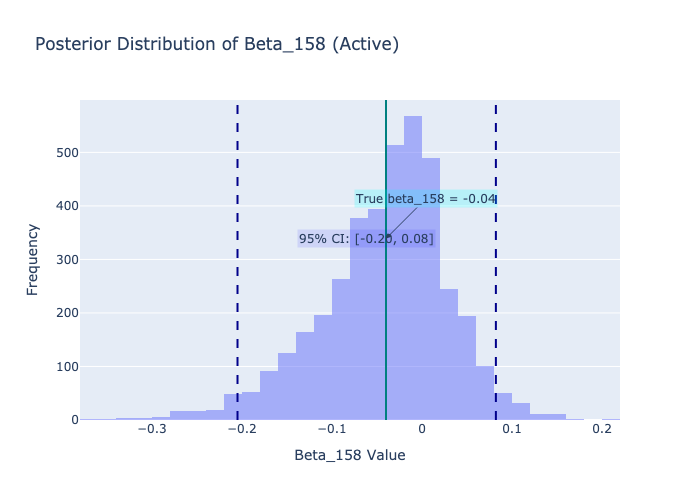 Posterior Distribution of Beta_158 (Active)
500
True beta_158 = -0.04
400
95% CI: [-0.20, 0.08]
300
200
100
0
−0.3 −0.2 −0.1 0 0.1 0.2
Beta_158 Value
Frequency